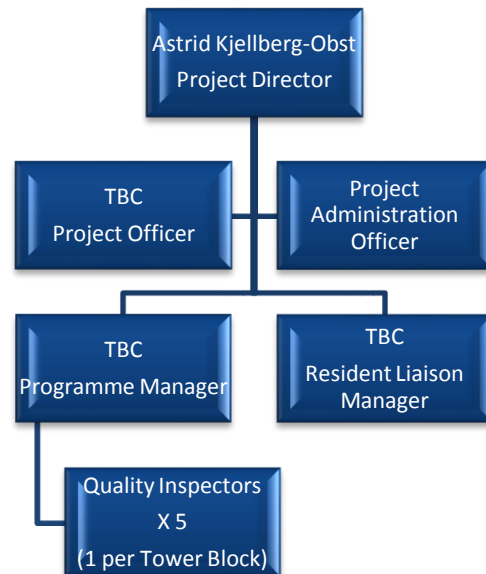 Astrid Kjellberg-Obst
Project Director
TBC
Project Officer
Project
Administration
Officer
TBC
Programme Manager
TBC
Resident Liaison
Manager
Quality Inspectors
X 5
(1 per Tower Block)